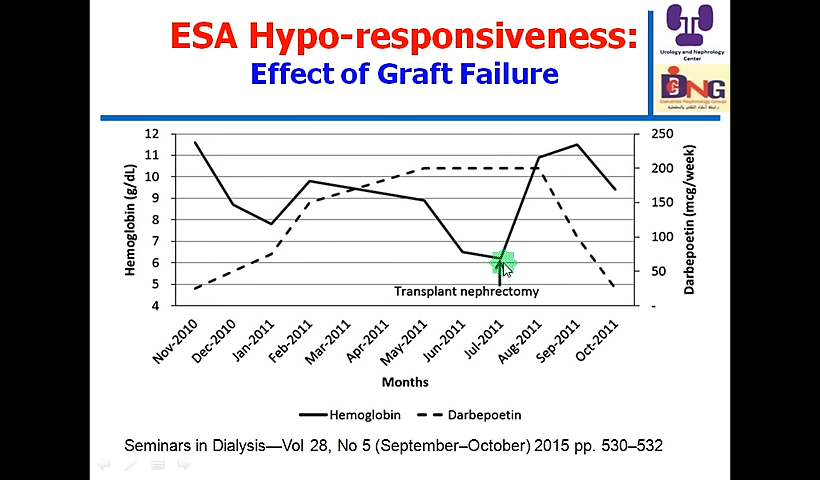 ESA Hypo-responsiveness:
Effect of Graft Failure
Urology and Nephrology
Center
NG
12
11
10
9
8
7
6
5
4
Hemoglobin (g/dL)
250
200
150
100
50
-
Darbepoetin (mcg/week)
Transplant nephrectomy
Nov-2010
Dec-2010
Jan-2011
Feb-2011
Mar-2011
Apr-2011
May-2011
Jun-2011
Jul-2011
Aug-2011
Sep-2011
Oct-2011
Months
Hemoglobin
Darbepoetin
Seminars in Dialysis—Vol 28, No 5 (September–October) 2015 pp. 530–532